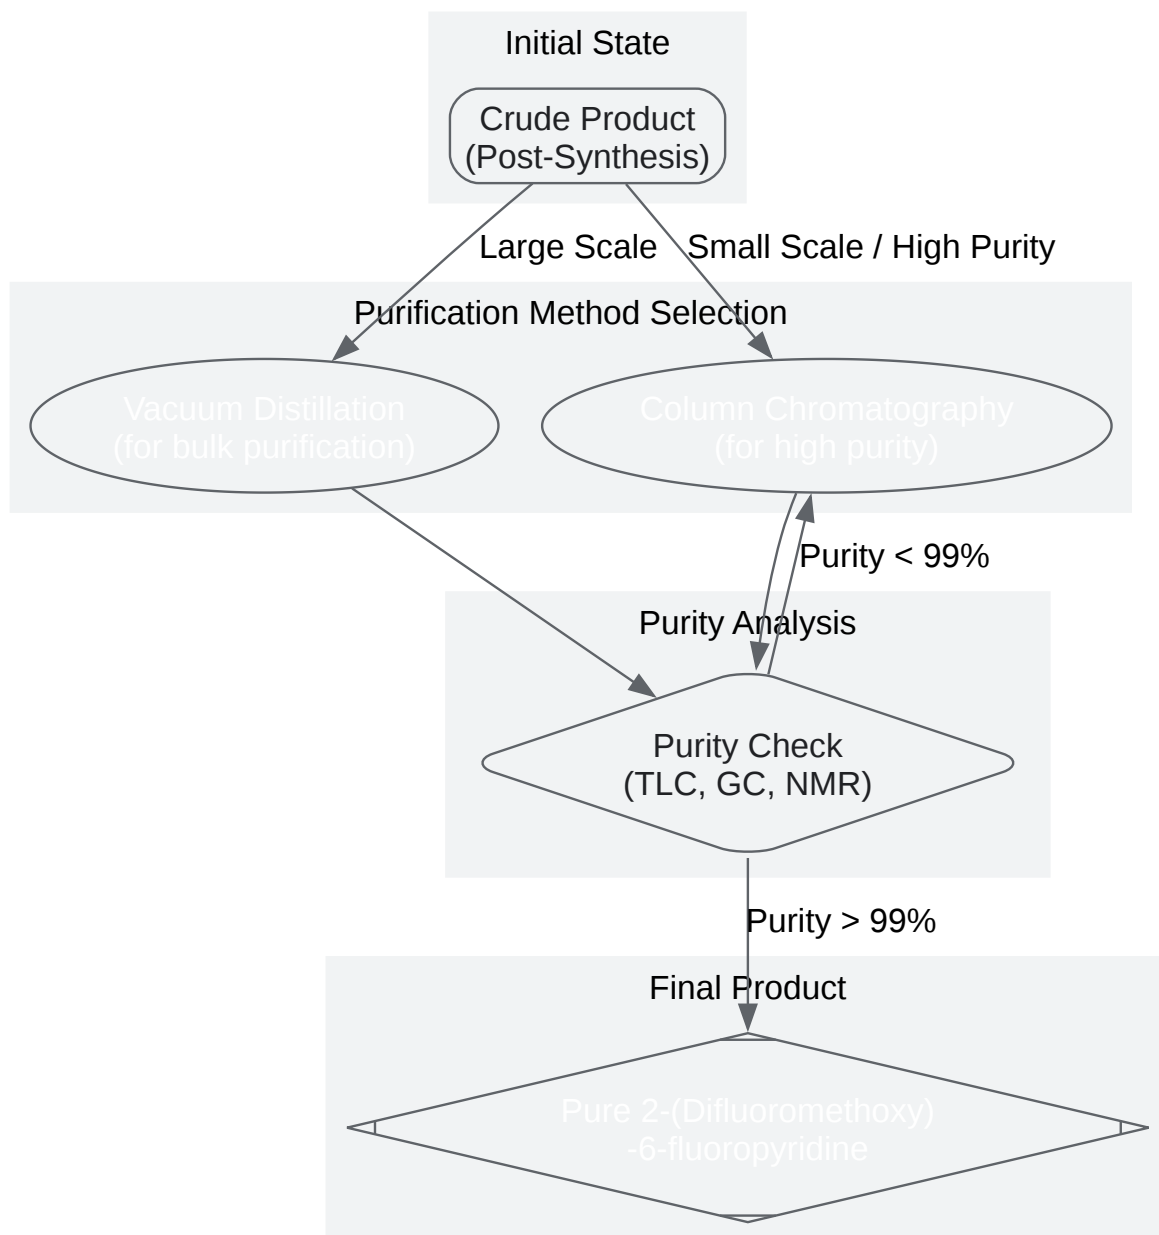 Initial State
Crude Product
(Post-Synthesis)
Large Scale
Small Scale / High Purity
Purification Method Selection
Vacuum Distillation
(for bulk purification)
Column Chromatography
(for high purity)
Purity < 99%
Purity Analysis
Purity Check
(TLC, GC, NMR)
Purity > 99%
Final Product
Pure 2-(Difluoromethoxy)
-6-fluoropyridine